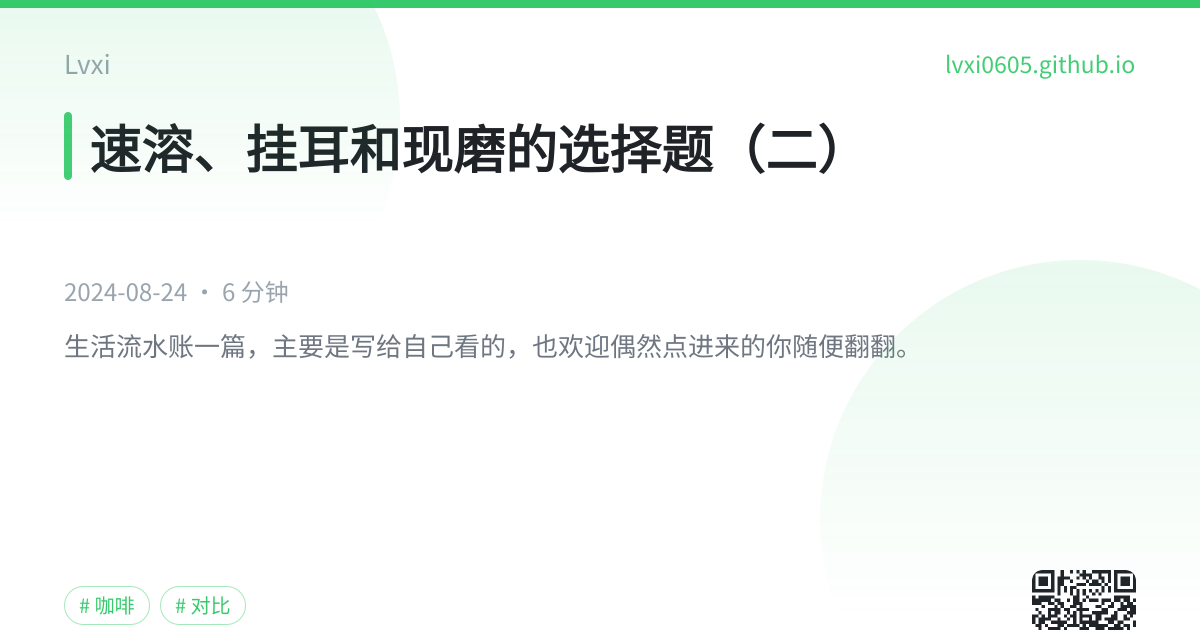 Lvxi
lvxi0605.github.io
速溶、挂耳和现磨的选择题（二）
2024-08-24 · 6 分钟
生活流水账一篇，主要是写给自己看的，也欢迎偶然点进来的你随便翻翻。
# 咖啡
# 对比